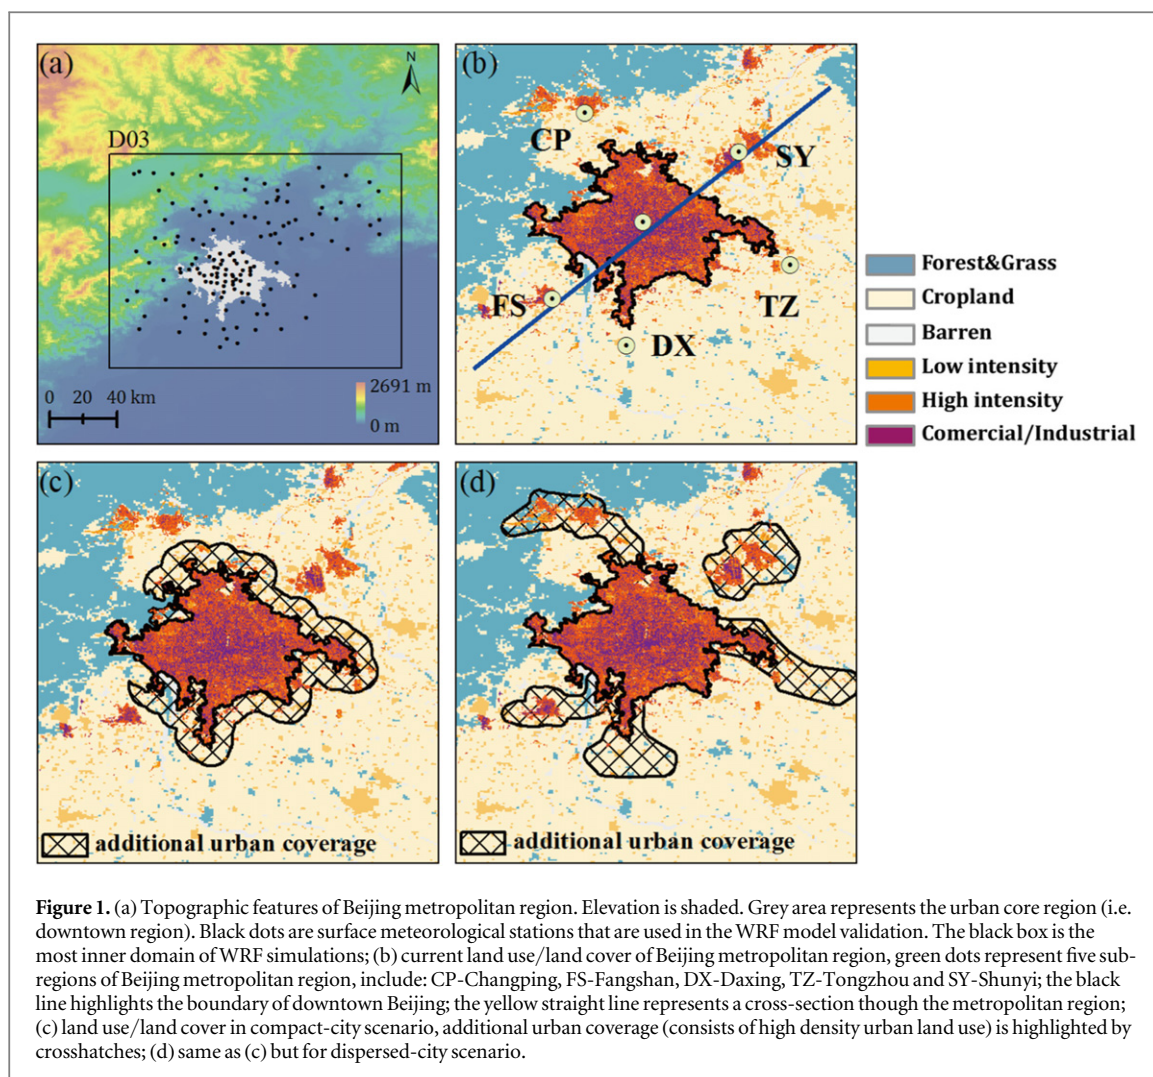 (a)
N
D03
0 20 40 km
2691 m
0 m
(b)
CP
SY
FS
TZ
DX
Forest&Grass
Cropland
Barren
Low intensity
High intensity
Comercial/Industrial
(c)
additional urban coverage
(d)
additional urban coverage
Figure 1. (a) Topographic features of Beijing metropolitan region. Elevation is shaded. Grey area represents the urban core region (i.e.
downtown region). Black dots are surface meteorological stations that are used in the WRF model validation. The black box is the
most inner domain of WRF simulations; (b) current land use/land cover of Beijing metropolitan region, green dots represent five sub-
regions of Beijing metropolitan region, include: CP-Changping, FS-Fangshan, DX-Daxing, TZ-Tongzhou and SY-Shunyi; the black
line highlights the boundary of downtown Beijing; the yellow straight line represents a cross-section though the metropolitan region;
(c) land use/land cover in compact-city scenario, additional urban coverage (consists of high density urban land use) is highlighted by
crosshatches; (d) same as (c) but for dispersed-city scenario.